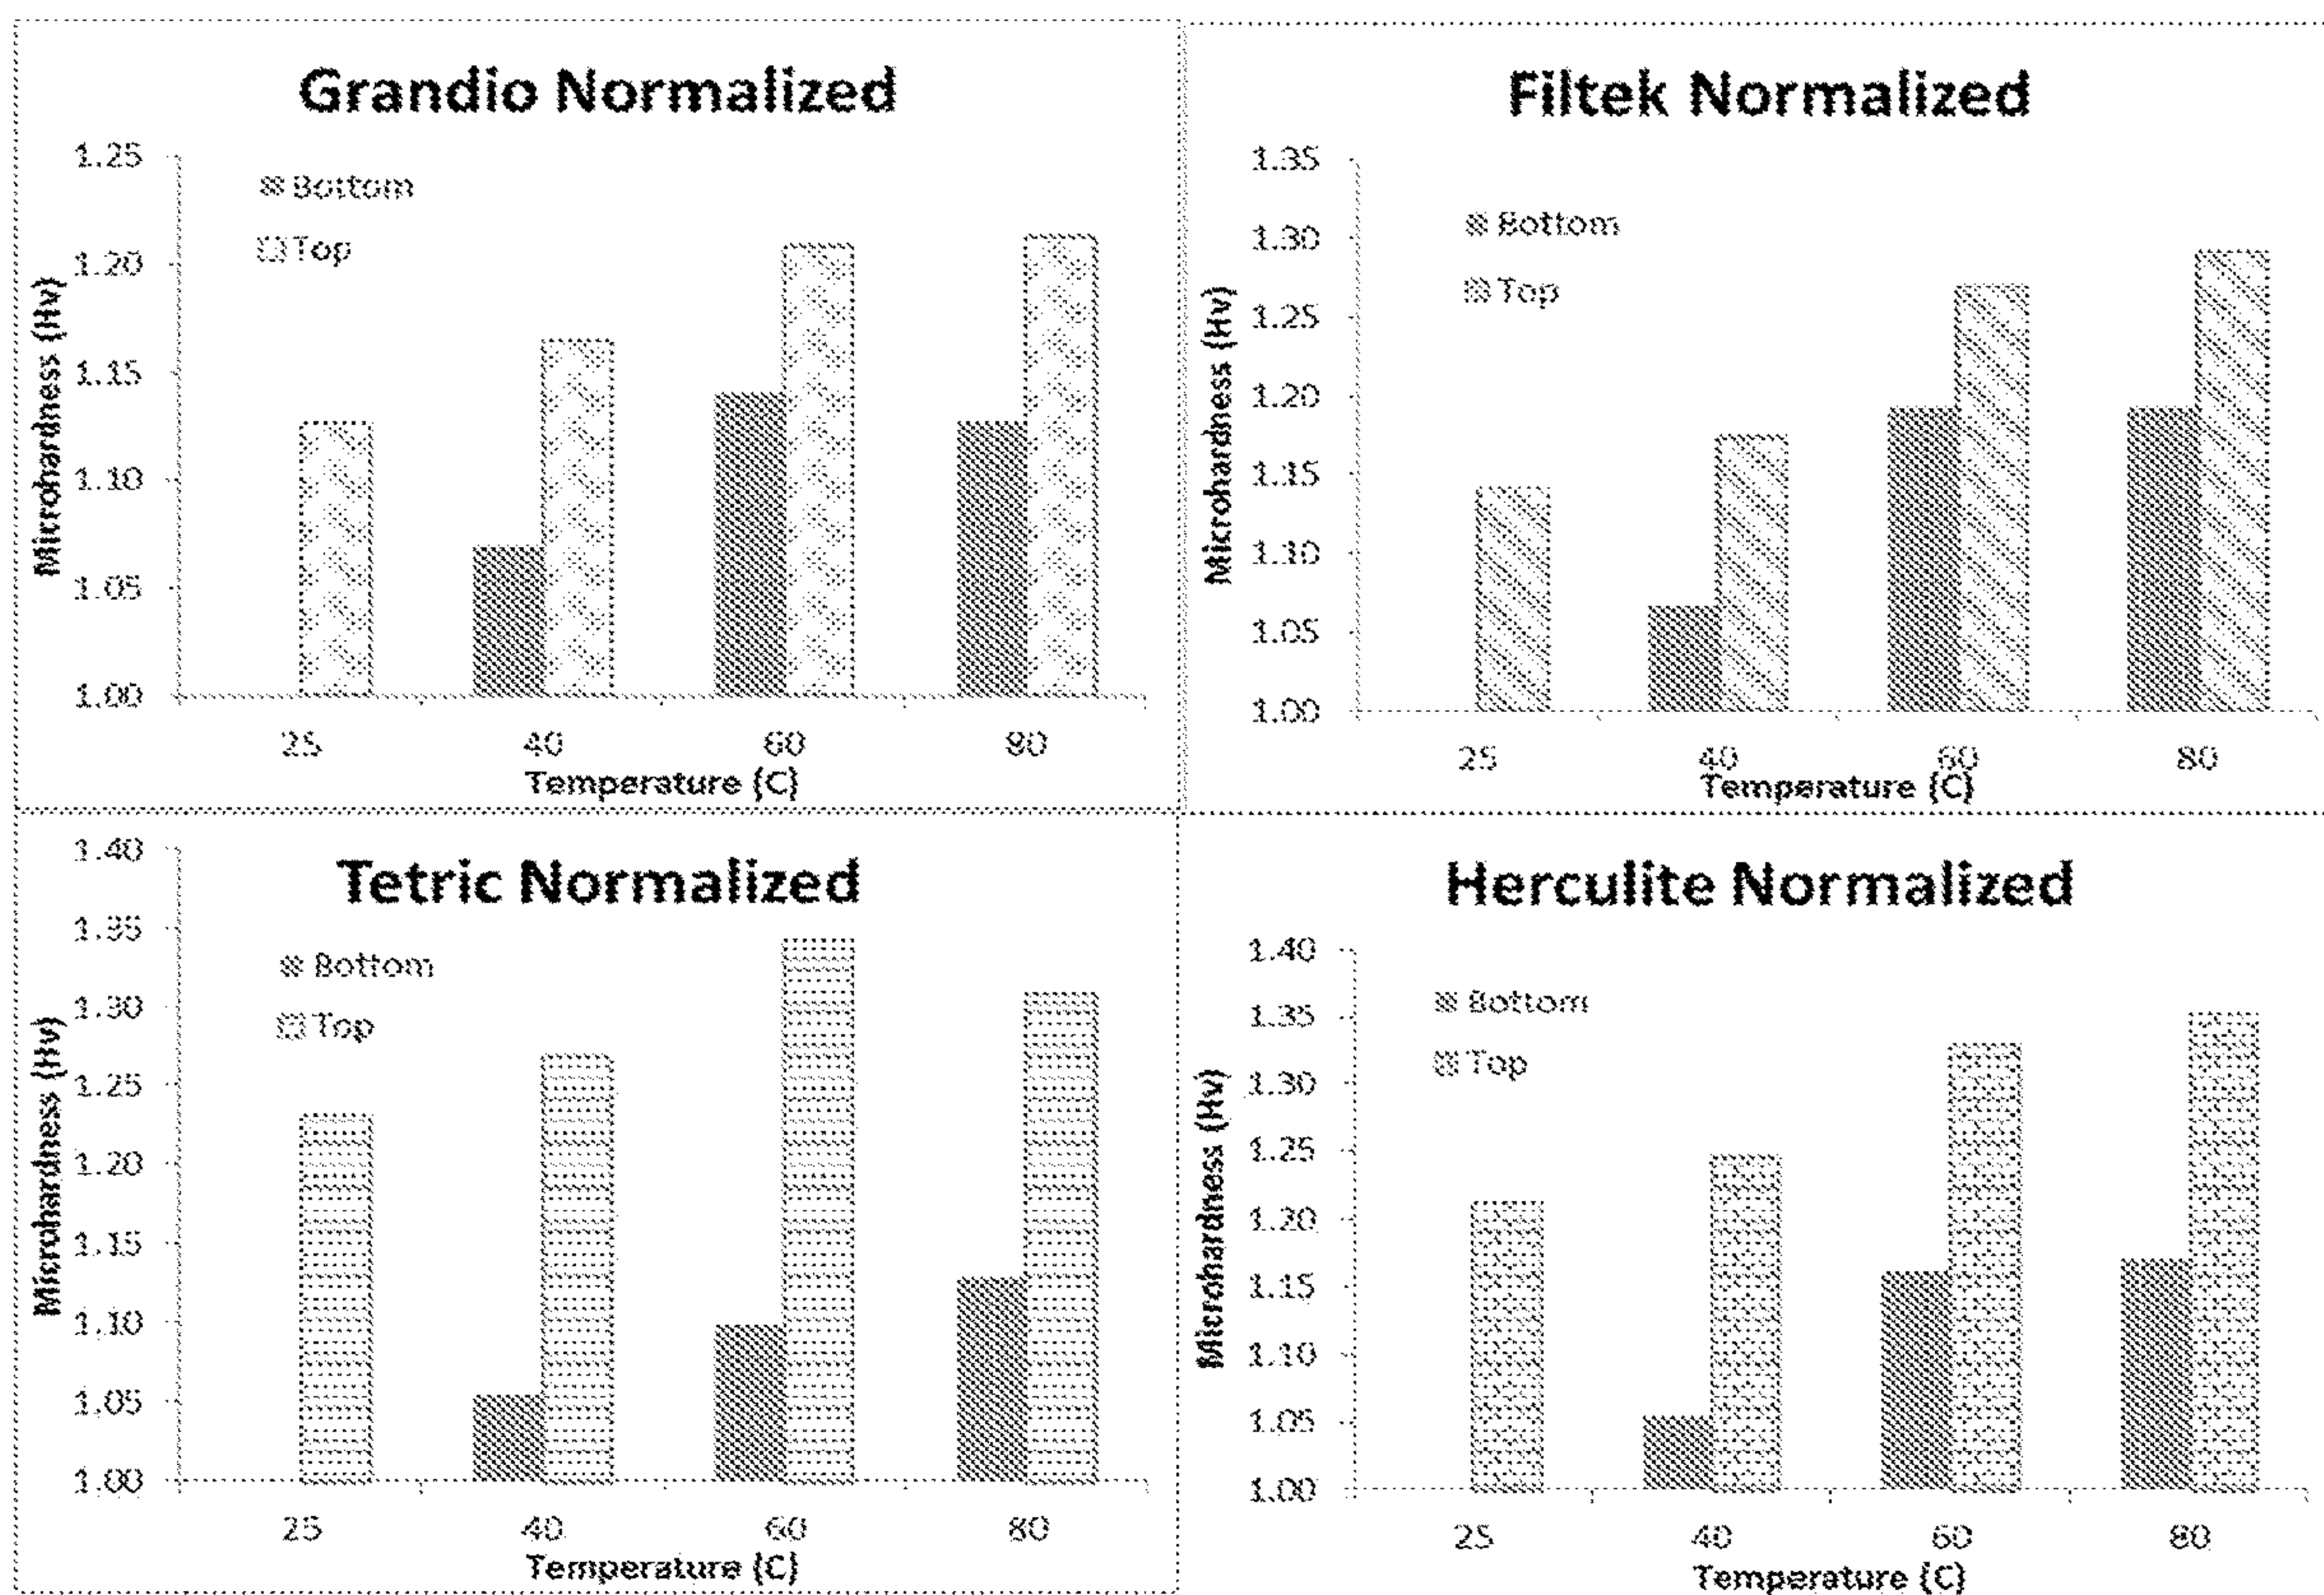 Grandio Normalized
1.25
1.20
1.15
1.10
1.05
1.00
Microhardness (Hv)
Bottom
Top
25 40 60 80
Temperature (C)
Filtek Normalized
1.35
1.30
1.25
1.20
1.15
1.10
1.05
1.00
Microhardness (Hv)
Bottom
Top
25 40 60 80
Temperature (C)
Tetric Normalized
1.40
1.35
1.30
1.25
1.20
1.15
1.10
1.05
1.00
Microhardness (Hv)
Bottom
Top
25 40 60 80
Temperature (C)
Herculite Normalized
1.40
1.35
1.30
1.25
1.20
1.15
1.10
1.05
1.00
Microhardness (Hv)
Bottom
Top
25 40 60 80
Temperature (C)